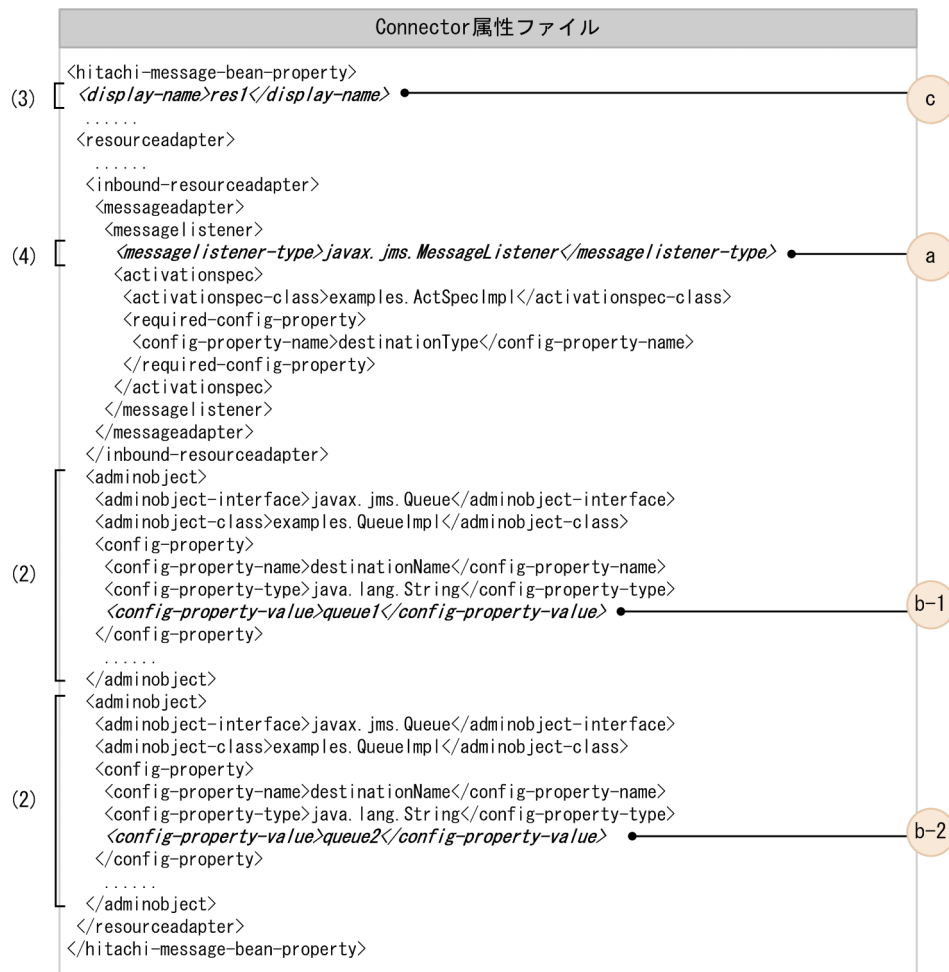 Connector属性ファイル
<hitachi-message-bean-property>
(3) <display-name>res1</display-name> c
......
<resourceadapter>
......
<inbound-resourceadapter>
<messageadapter>
<messagelistener>
(4) <messagelistener-type>javax.jms.MessageListener</messagelistener-type> a
<activationspec>
<activationspec-class>examples.ActSpecImpl</activationspec-class>
<required-config-property>
<config-property-name>destinationType</config-property-name>
</required-config-property>
</activationspec>
</messagelistener>
</messageadapter>
</inbound-resourceadapter>
<adminobject>
<adminobject-interface>javax.jms.Queue</adminobject-interface>
<adminobject-class>examples.QueueImpl</adminobject-class>
<config-property>
(2) <config-property-name>destinationName</config-property-name>
<config-property-type>java.lang.String</config-property-type>
<config-property-value>queue1</config-property-value> b-1
</config-property>
......
</adminobject>
<adminobject>
<adminobject-interface>javax.jms.Queue</adminobject-interface>
<adminobject-class>examples.QueueImpl</adminobject-class>
<config-property>
(2) <config-property-name>destinationName</config-property-name>
<config-property-type>java.lang.String</config-property-type>
<config-property-value>queue2</config-property-value> b-2
</config-property>
......
</adminobject>
</resourceadapter>
</hitachi-message-bean-property>